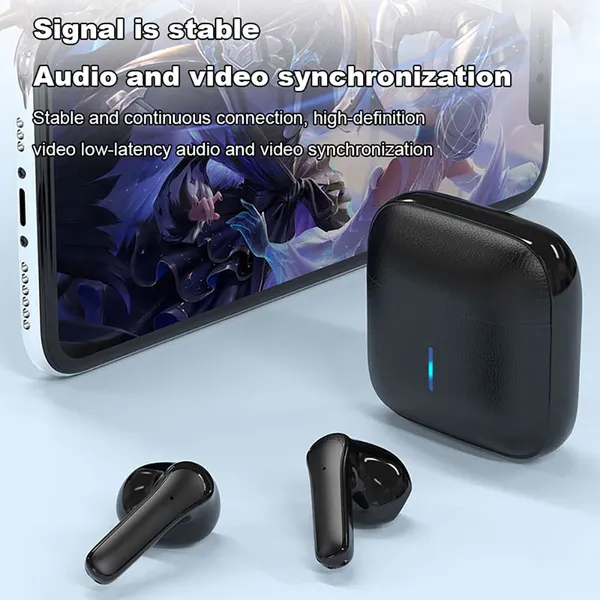 Signal is stable
Audio and video synchronization
Stable and continuous connection, high-definition
video low-latency audio and video synchronization